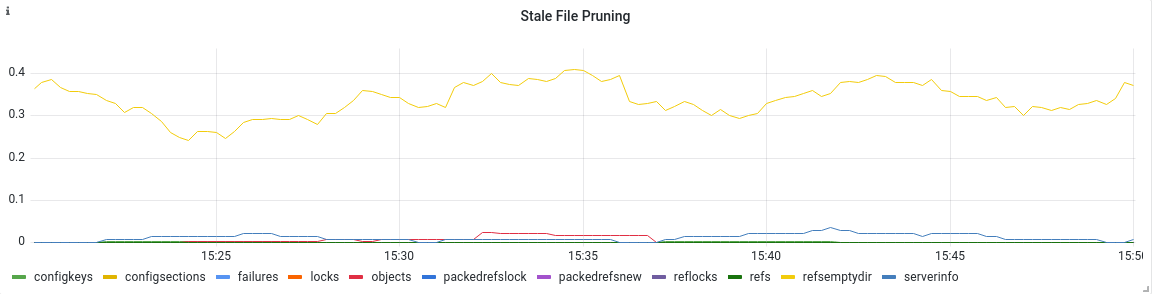 Stale File Pruning
0.4
0.3
0.2
0.1
0
15:25 15:30 15:35 15:40 15:45 15:50
configkeys configsections failures locks objects packedrefslock packedrefsnew reflocks refs refsemptydir serverinfo